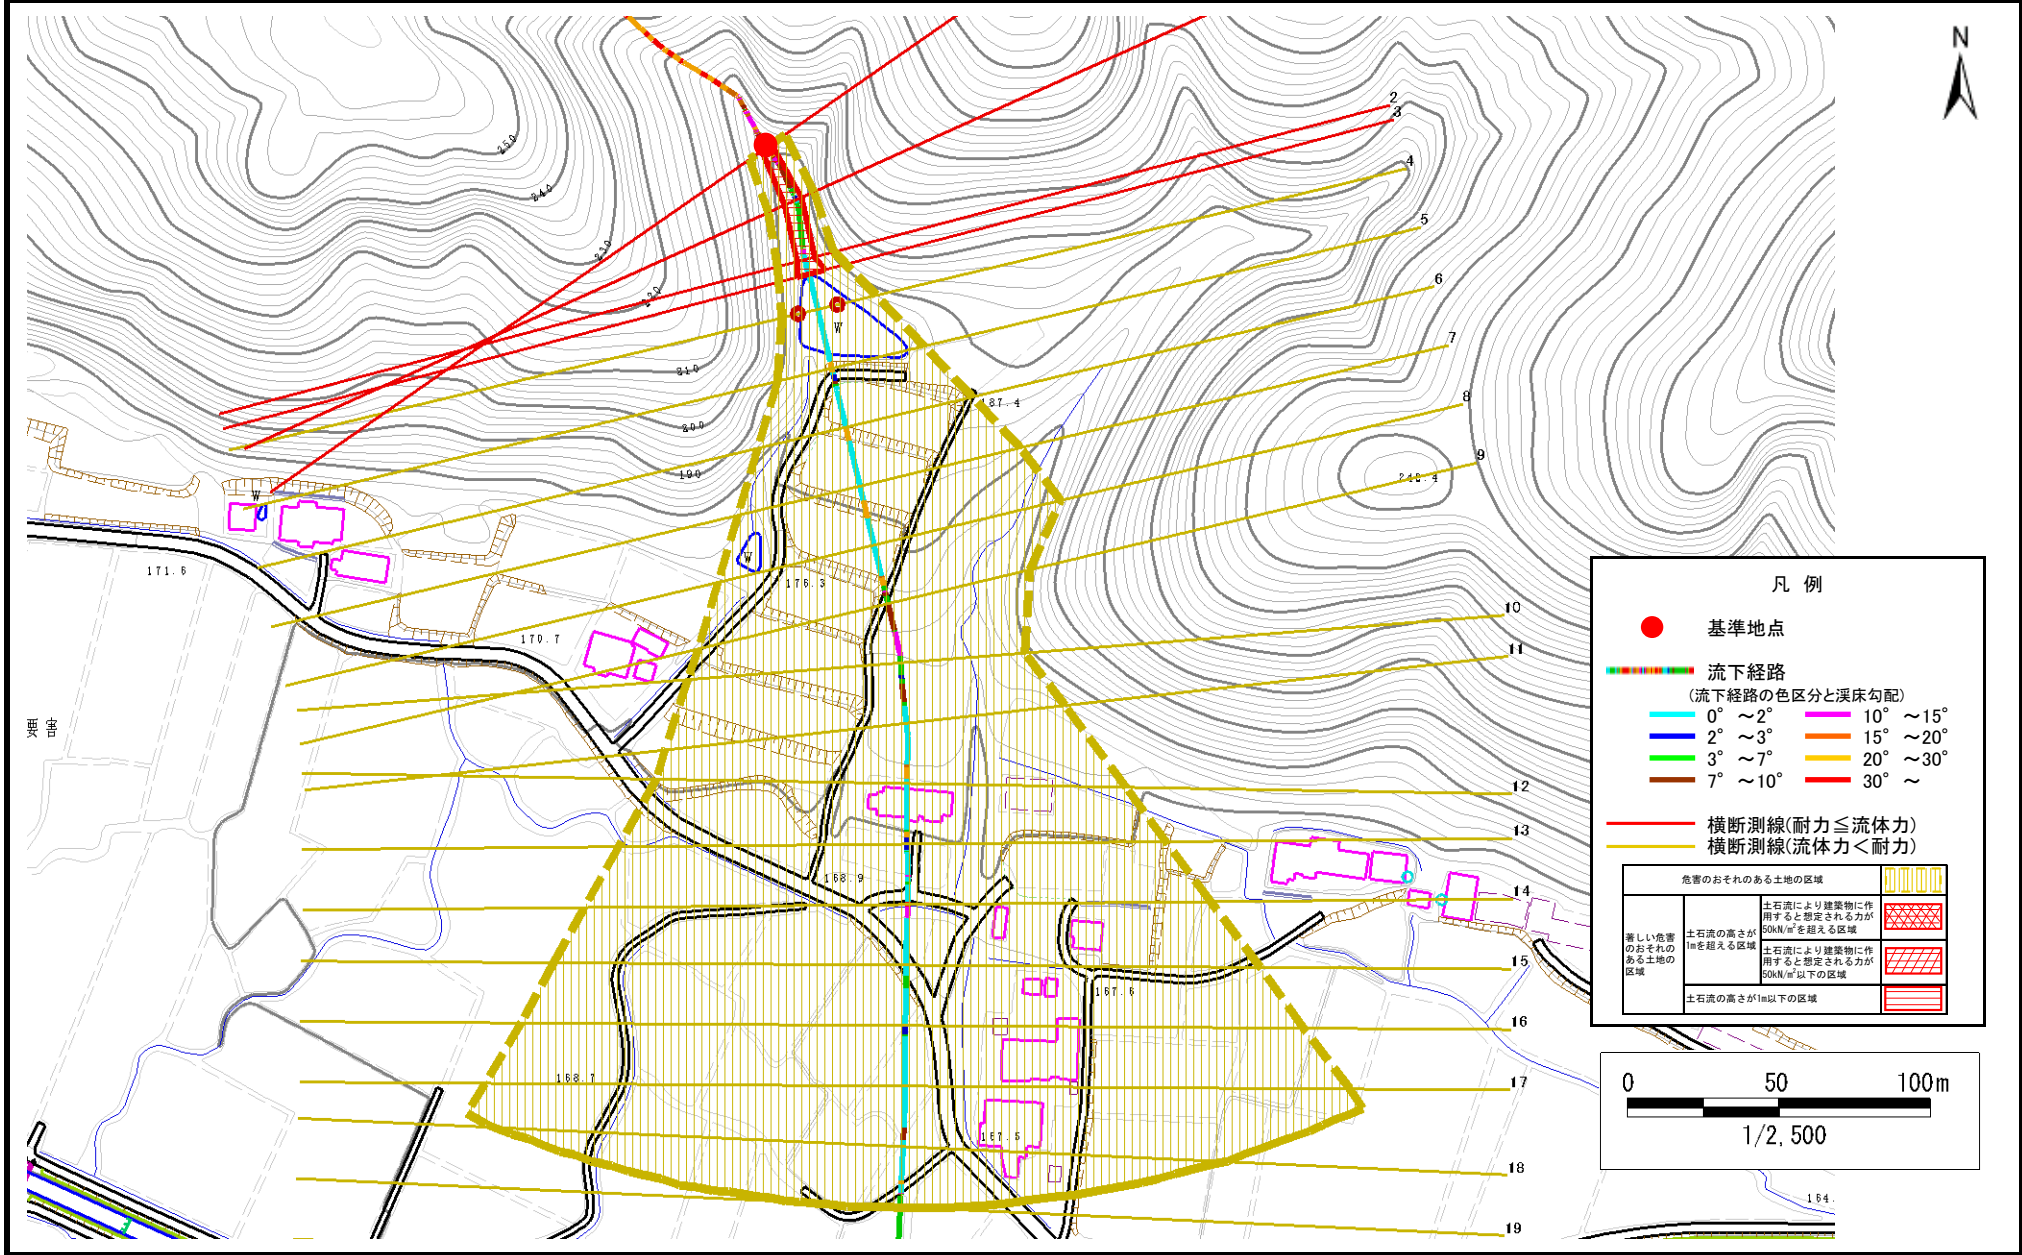 N
2
3
4
5
6
7
8
9
10
11
12
13
14
15
16
17
18
19
250
240
230
220
210
200
190
187.4
212.4
W
W
W
176.3
171.6
170.7
要害
168.9
167.6
168.7
167.5
164.
凡 例
基準地点
流下経路
(流下経路の色区分と渓床勾配)
0° ～2° 10° ～15°
2° ～3° 15° ～20°
3° ～7° 20° ～30°
7° ～10° 30° ～
横断測線(耐力≦流体力)
横断測線(流体力＜耐力)
危害のおそれのある土地の区域
著しい危害
のおそれの
ある土地の
区域
土石流の高さが
1mを超える区域
土石流により建築物に作
用すると想定される力が
50kN/m²を超える区域
土石流により建築物に作
用すると想定される力が
50kN/m²以下の区域
土石流の高さが1m以下の区域
0 50 100m
1/2,500